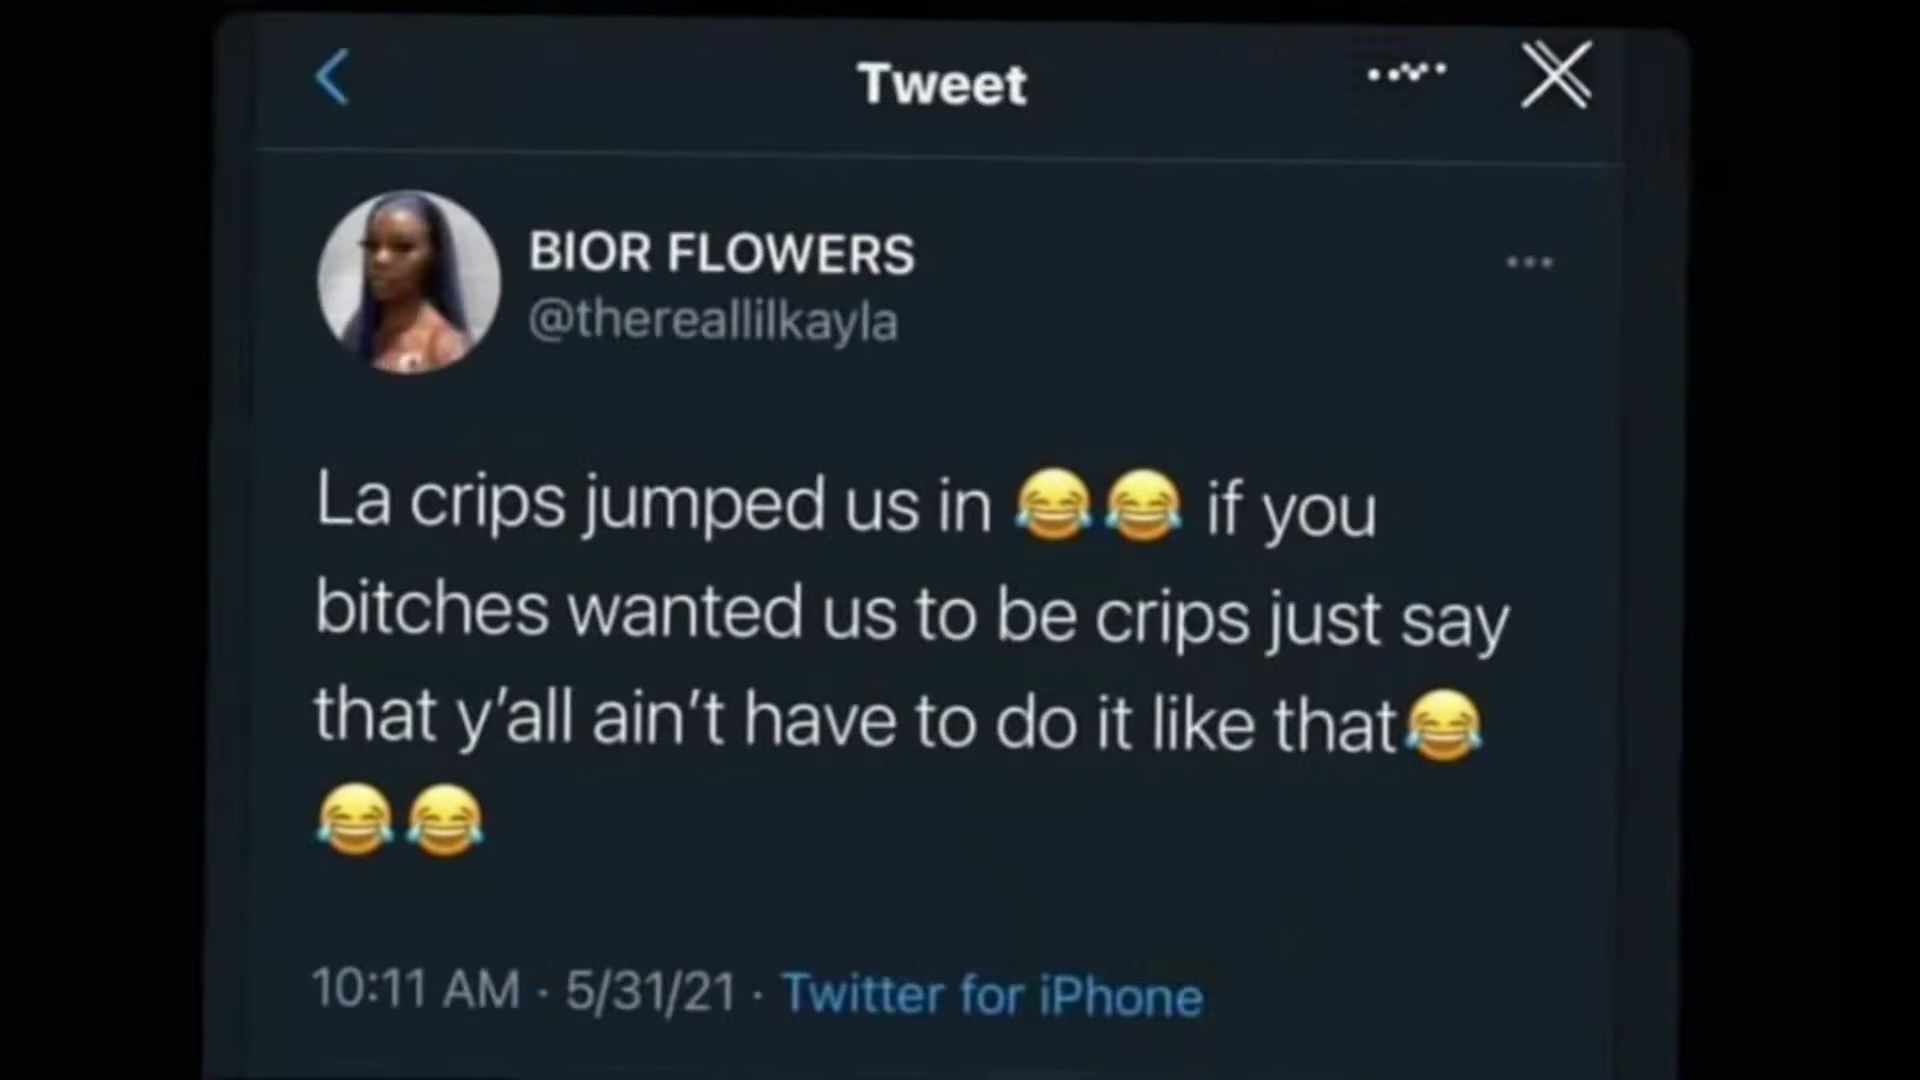 Tweet
BIOR FLOWERS
@thereallilkayla
La crips jumped us in 😂😂 if you
bitches wanted us to be crips just say
that y'all ain't have to do it like that😂
😂😂
10:11 AM · 5/31/21 · Twitter for iPhone